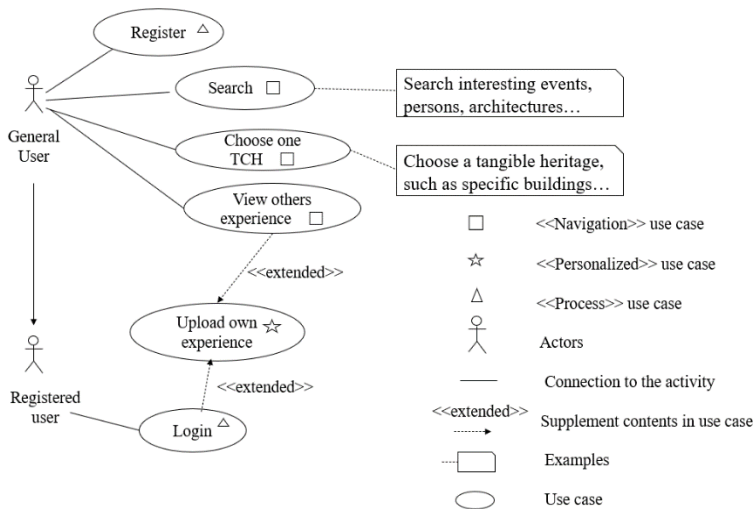 Register
Search
Search interesting events,
persons, architectures…
General
User
Choose one
TCH
Choose a tangible heritage,
such as specific buildings…
View others
experience
<<Navigation>> use case
<<extended>>
<<Personalized>> use case
<<Process>> use case
Upload own
experience
Actors
<<extended>>
Registered
user
Connection to the activity
<<extended>>
Supplement contents in use case
Login
Examples
Use case